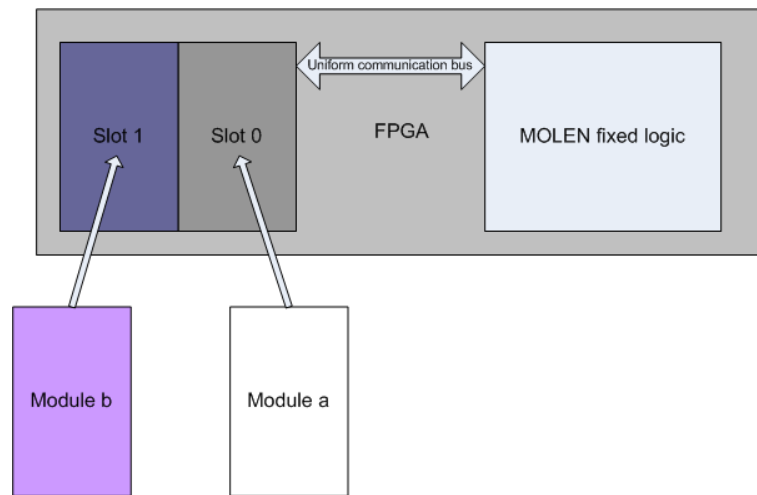 Uniform communication bus
Slot 1
Slot 0
FPGA
MOLEN fixed logic
Module b
Module a